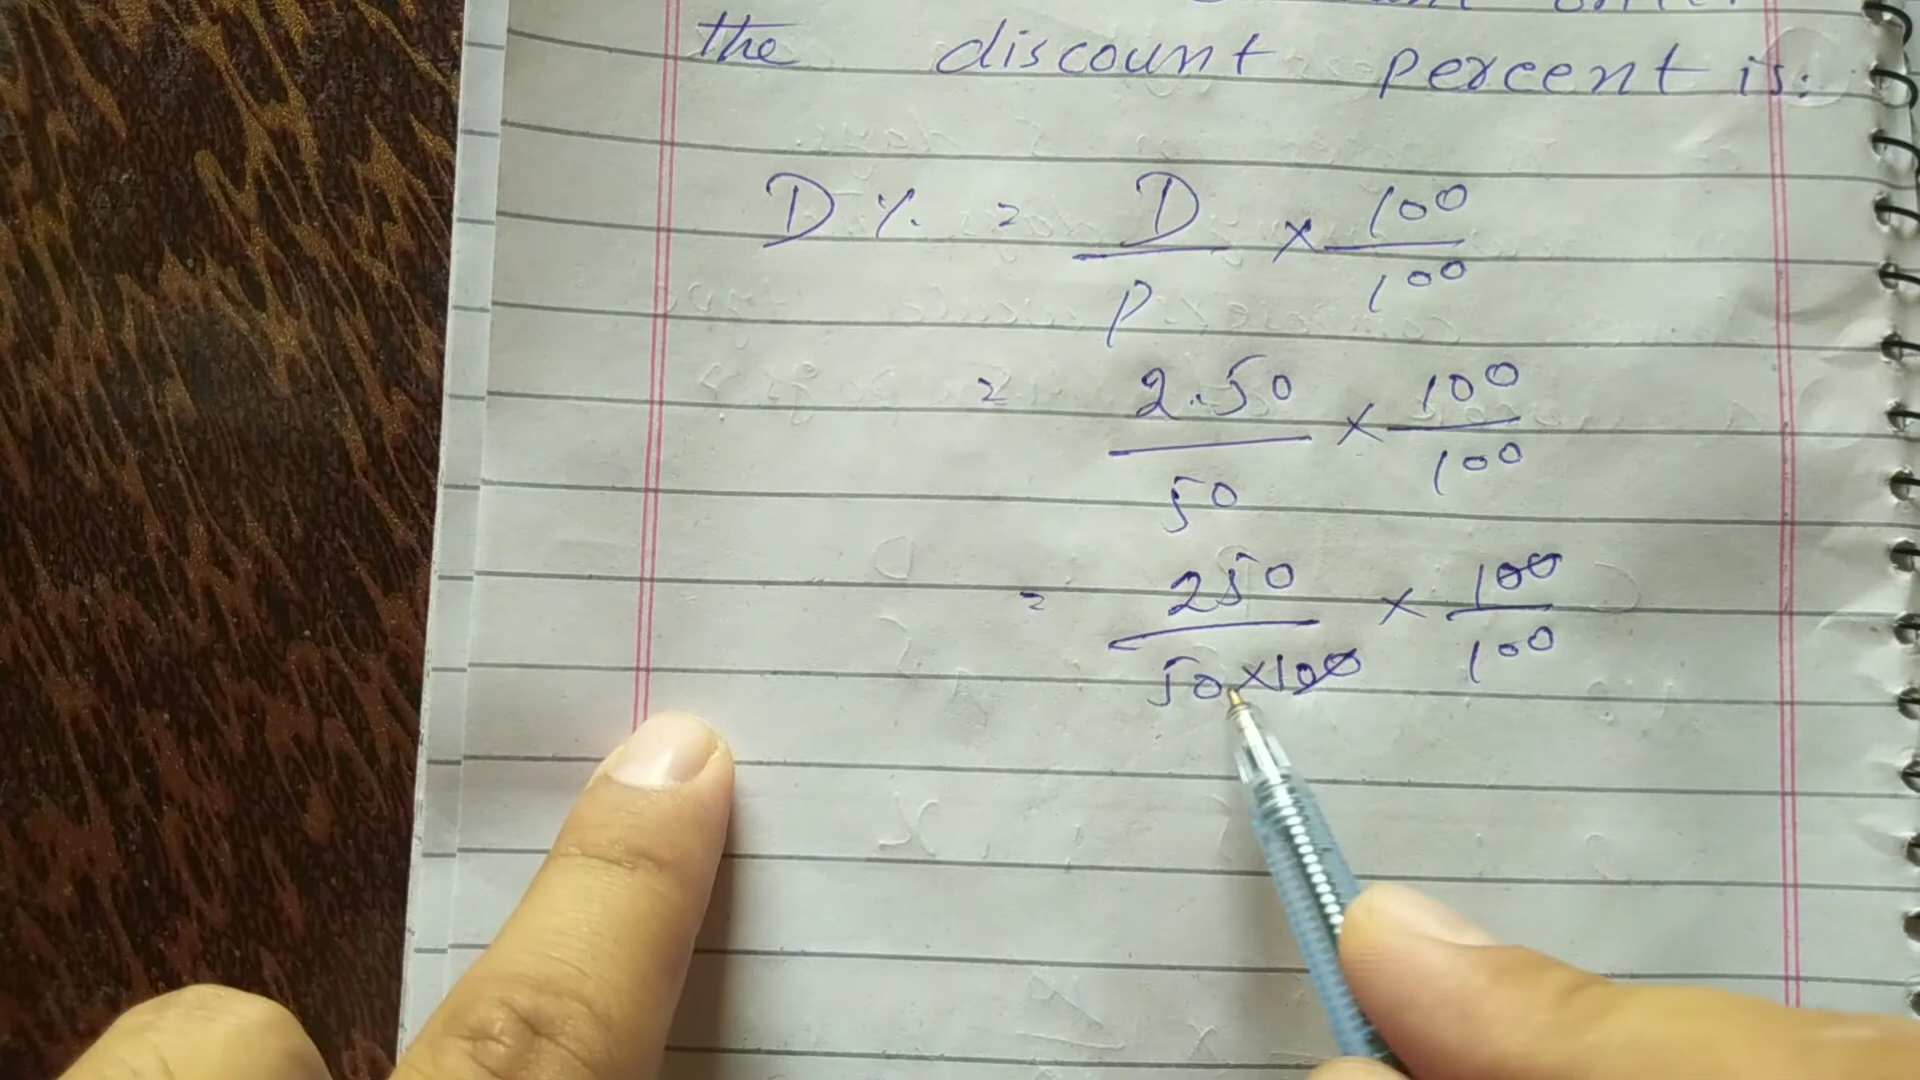 the discount percent is:
D % = D/P × 100/100
= 2.50/50 × 100/100
= 250/50×100 × 100/100